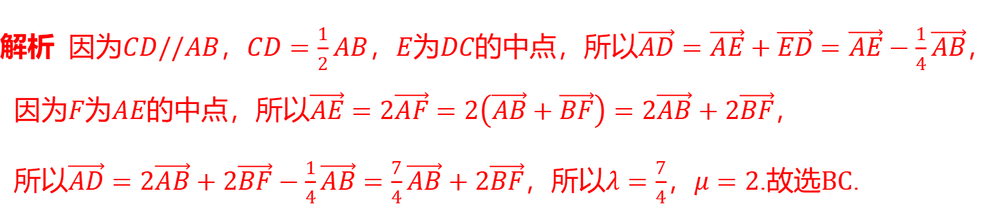 解析 因为$CD//AB$，$CD=\frac{1}{2}AB$，$E$为$DC$的中点，所以$\overrightarrow{AD}=\overrightarrow{AE}+\overrightarrow{ED}=\overrightarrow{AE}-\frac{1}{4}\overrightarrow{AB}$，
因为$F$为$AE$的中点，所以$\overrightarrow{AE}=2\overrightarrow{AF}=2(\overrightarrow{AB}+\overrightarrow{BF})=2\overrightarrow{AB}+2\overrightarrow{BF}$，
所以$\overrightarrow{AD}=2\overrightarrow{AB}+2\overrightarrow{BF}-\frac{1}{4}\overrightarrow{AB}=\frac{7}{4}\overrightarrow{AB}+2\overrightarrow{BF}$，所以$\lambda=\frac{7}{4}$，$\mu=2$.故选BC.